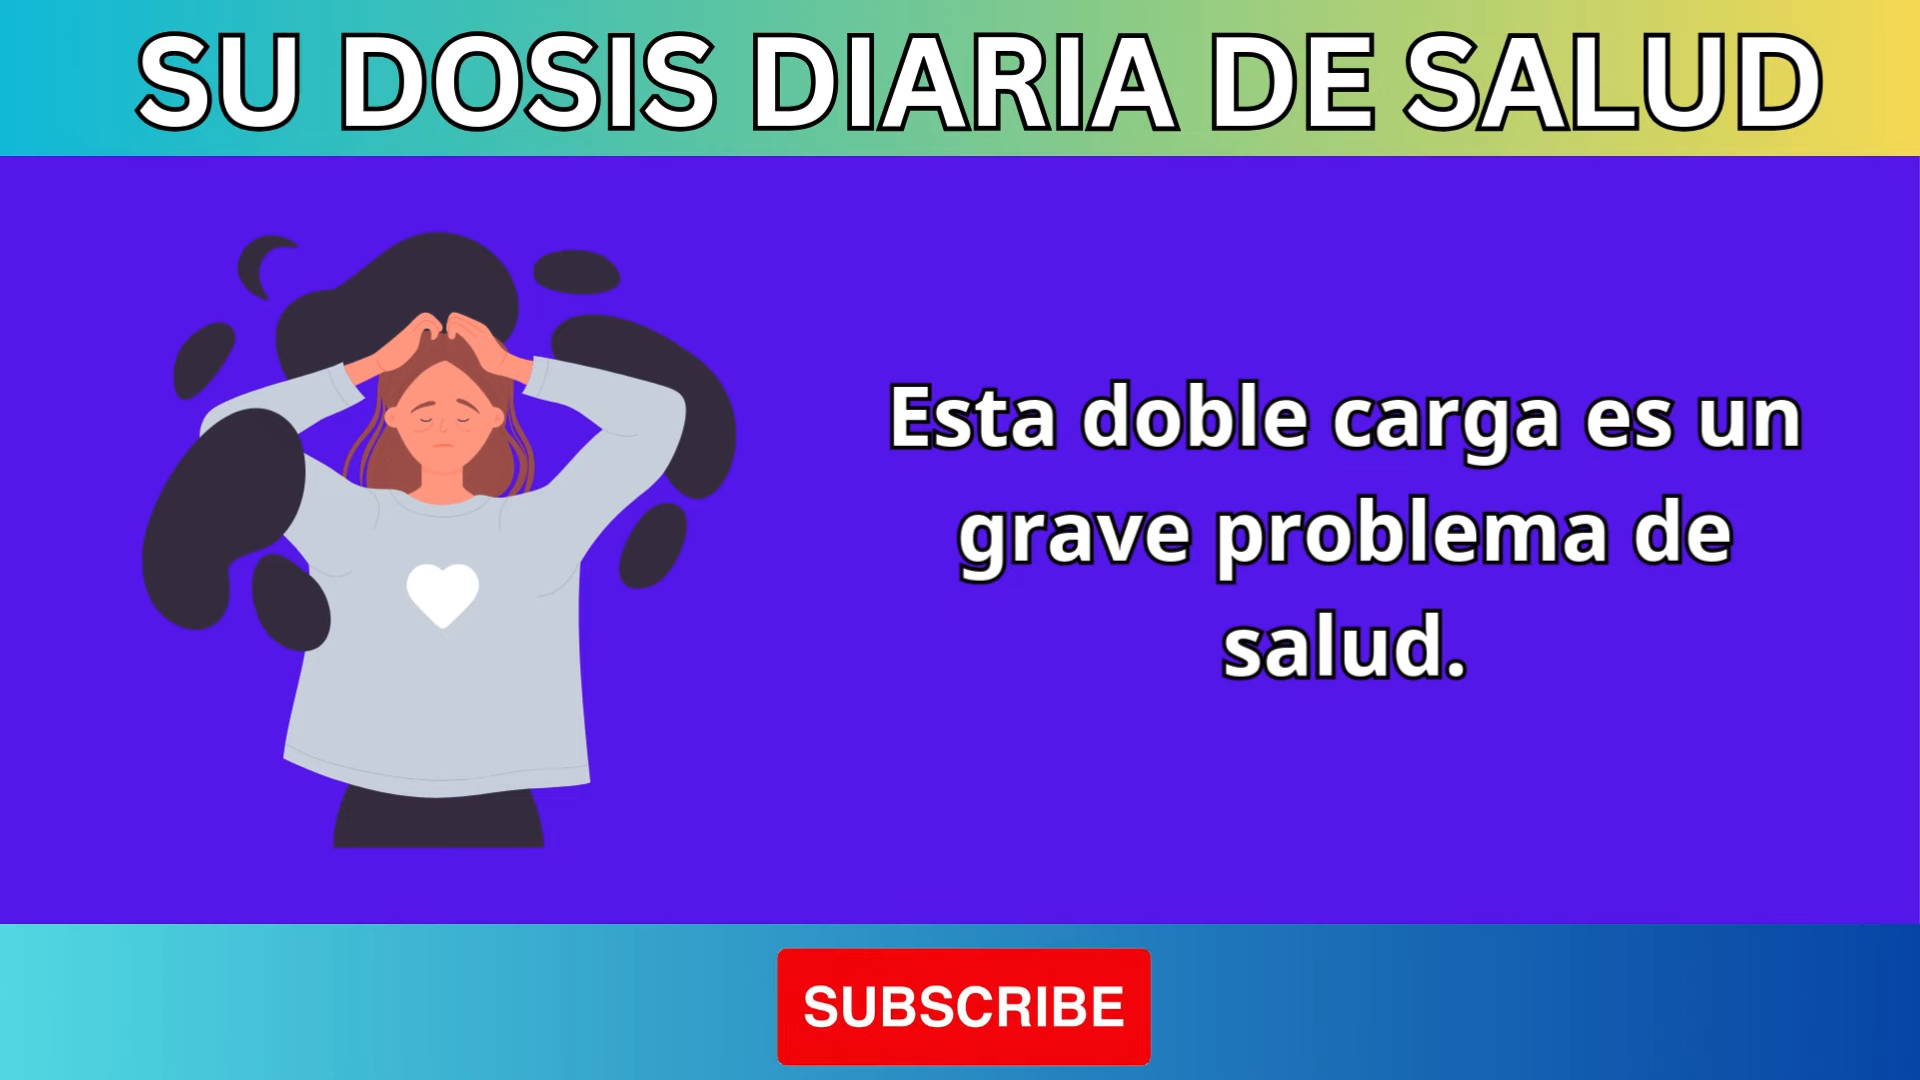 SU DOSIS DIARIA DE SALUD
Esta doble carga es un
grave problema de
salud.
SUBSCRIBE